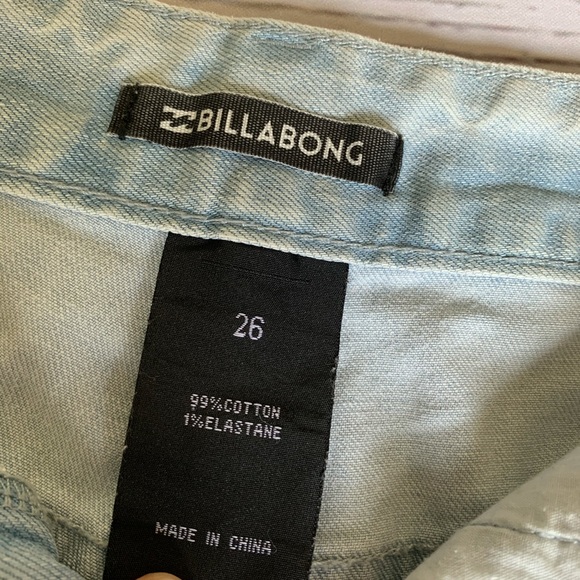 BILLABONG
26
99%COTTON
1%ELASTANE
MADE IN CHINA